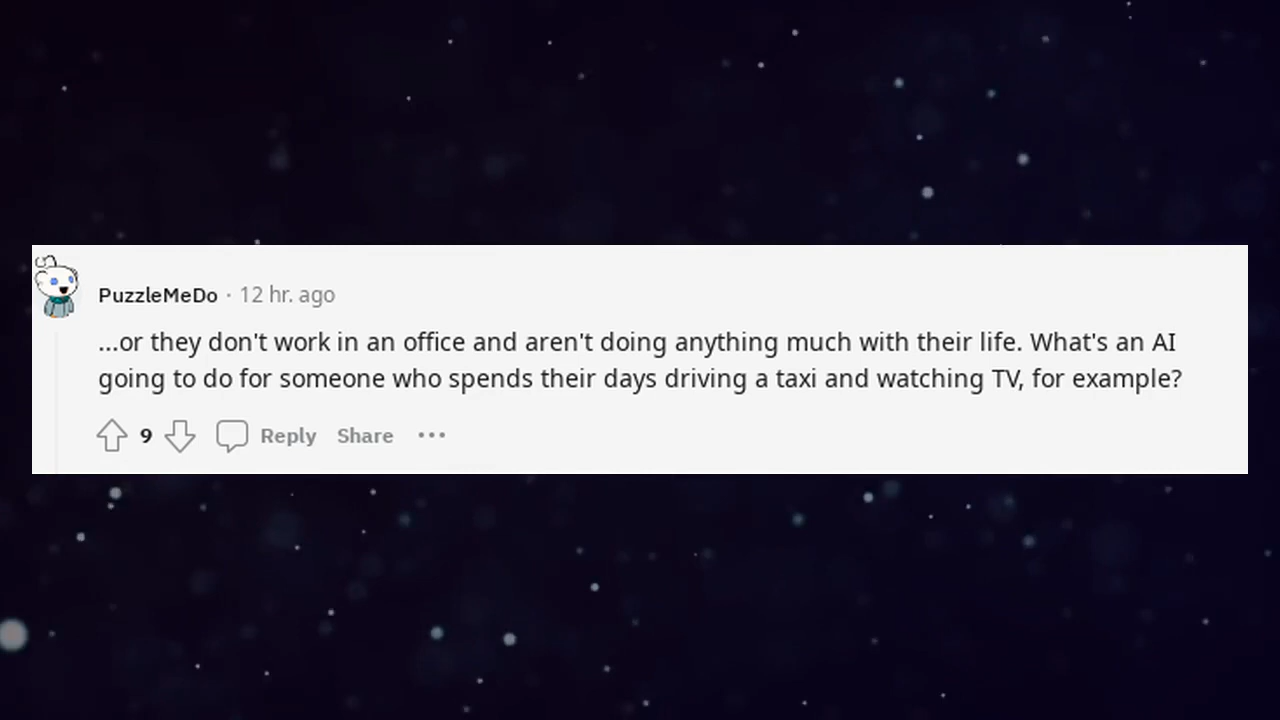 PuzzleMeDo · 12 hr. ago
...or they don't work in an office and aren't doing anything much with their life. What's an AI
going to do for someone who spends their days driving a taxi and watching TV, for example?
9 Reply Share ···